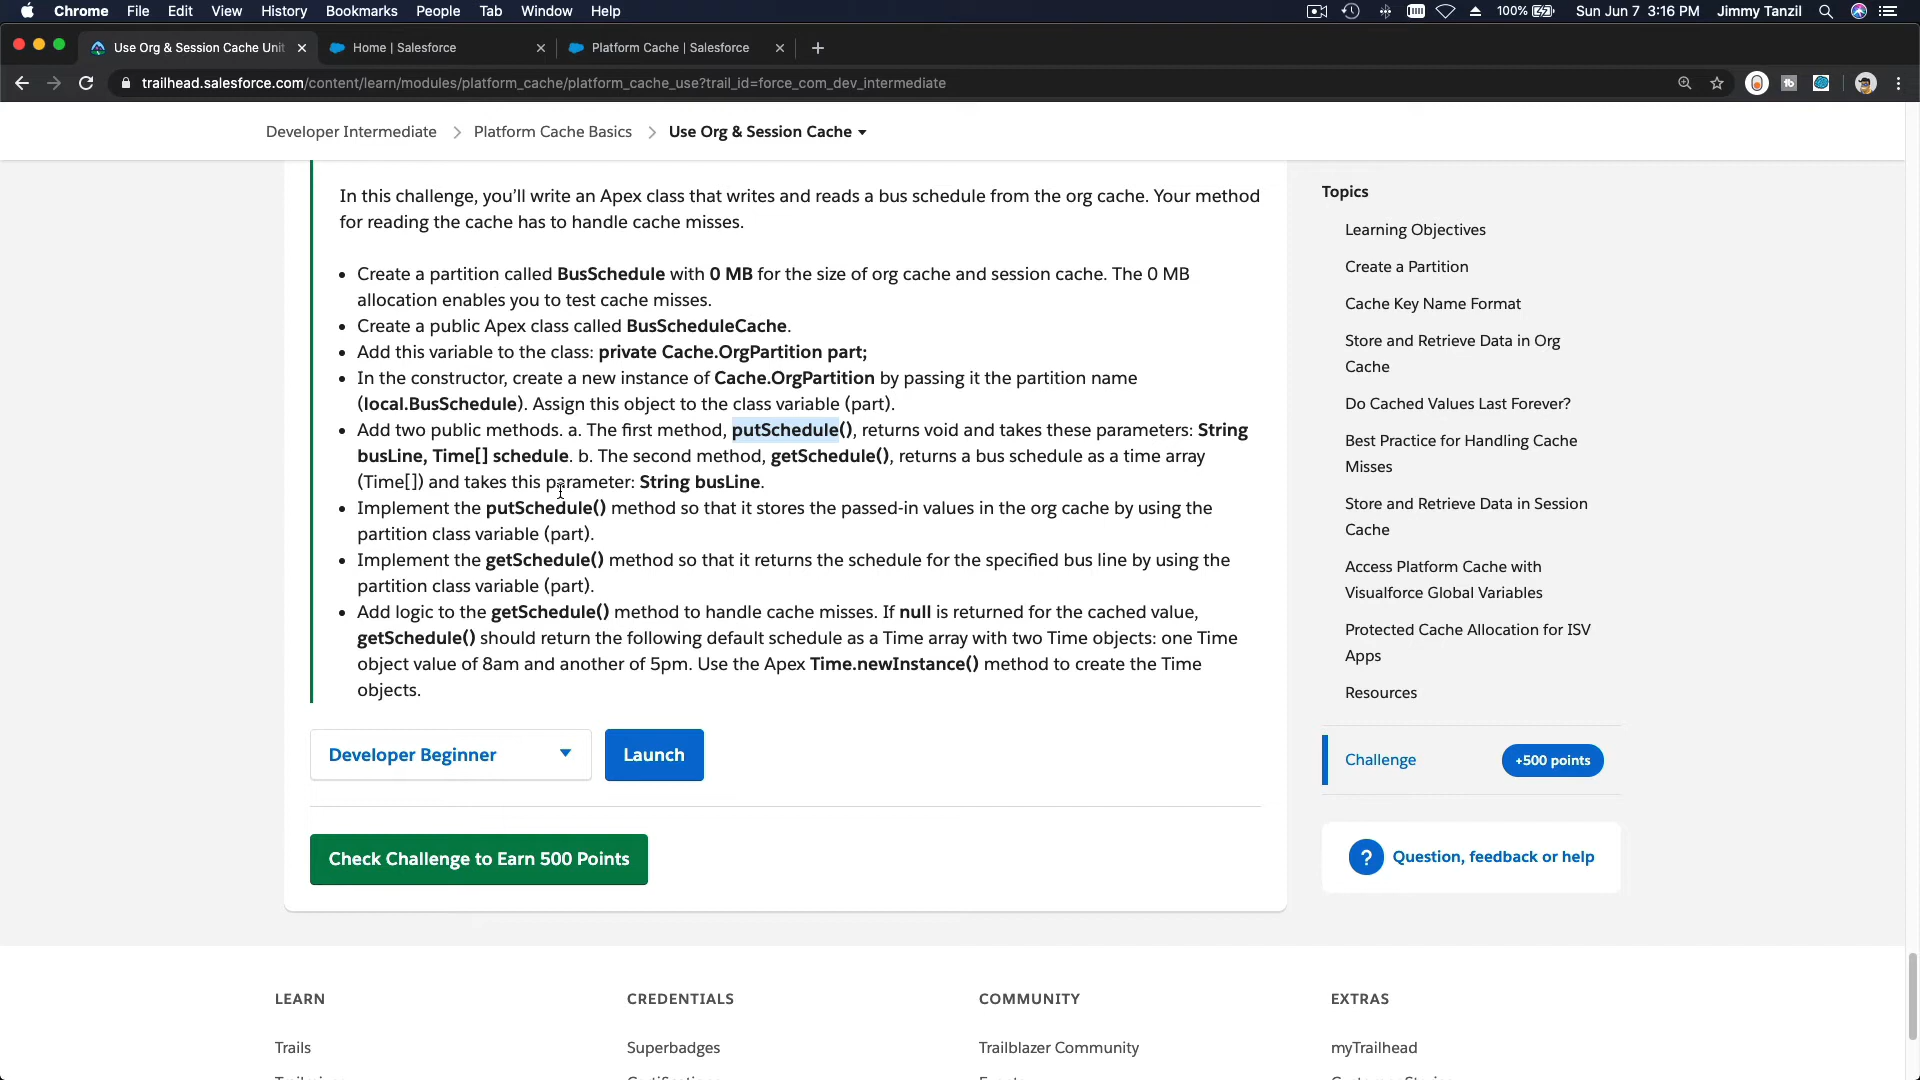 Chrome File Edit View History Bookmarks People Tab Window Help 100% Sun Jun 7 3:16 PM Jimmy Tanzil
Use Org & Session Cache Unit Home | Salesforce Platform Cache | Salesforce
trailhead.salesforce.com/content/learn/modules/platform_cache/platform_cache_use?trail_id=force_com_dev_intermediate
Developer Intermediate Platform Cache Basics Use Org & Session Cache
In this challenge, you'll write an Apex class that writes and reads a bus schedule from the org cache. Your method
for reading the cache has to handle cache misses.
• Create a partition called BusSchedule with 0 MB for the size of org cache and session cache. The 0 MB
allocation enables you to test cache misses.
• Create a public Apex class called BusScheduleCache.
• Add this variable to the class: private Cache.OrgPartition part;
• In the constructor, create a new instance of Cache.OrgPartition by passing it the partition name
(local.BusSchedule). Assign this object to the class variable (part).
• Add two public methods. a. The first method, putSchedule(), returns void and takes these parameters: String
busLine, Time[] schedule. b. The second method, getSchedule(), returns a bus schedule as a time array
(Time[]) and takes this parameter: String busLine.
• Implement the putSchedule() method so that it stores the passed-in values in the org cache by using the
partition class variable (part).
• Implement the getSchedule() method so that it returns the schedule for the specified bus line by using the
partition class variable (part).
• Add logic to the getSchedule() method to handle cache misses. If null is returned for the cached value,
getSchedule() should return the following default schedule as a Time array with two Time objects: one Time
object value of 8am and another of 5pm. Use the Apex Time.newInstance() method to create the Time
objects.
Developer Beginner Launch
Check Challenge to Earn 500 Points
Topics
Learning Objectives
Create a Partition
Cache Key Name Format
Store and Retrieve Data in Org
Cache
Do Cached Values Last Forever?
Best Practice for Handling Cache
Misses
Store and Retrieve Data in Session
Cache
Access Platform Cache with
Visualforce Global Variables
Protected Cache Allocation for ISV
Apps
Resources
Challenge +500 points
? Question, feedback or help
LEARN CREDENTIALS COMMUNITY EXTRAS
Trails Superbadges Trailblazer Community myTrailhead